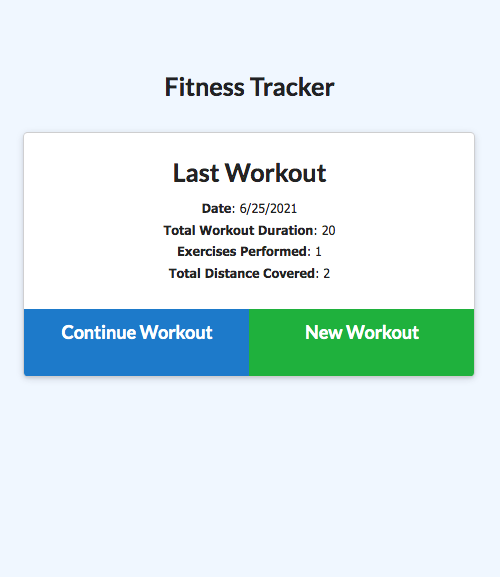 Fitness Tracker
Last Workout
Date: 6/25/2021
Total Workout Duration: 20
Exercises Performed: 1
Total Distance Covered: 2
Continue Workout
New Workout